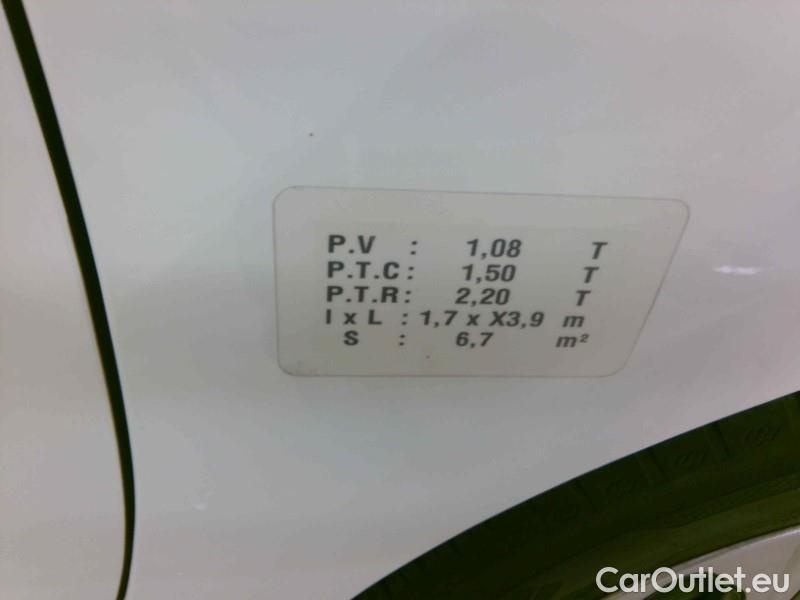 P.V : 1,08 T
P.T.C : 1,50 T
P.T.R : 2,20 T
l x L : 1,7 x X3,9 m
S : 6,7 m²
CarOutlet.eu